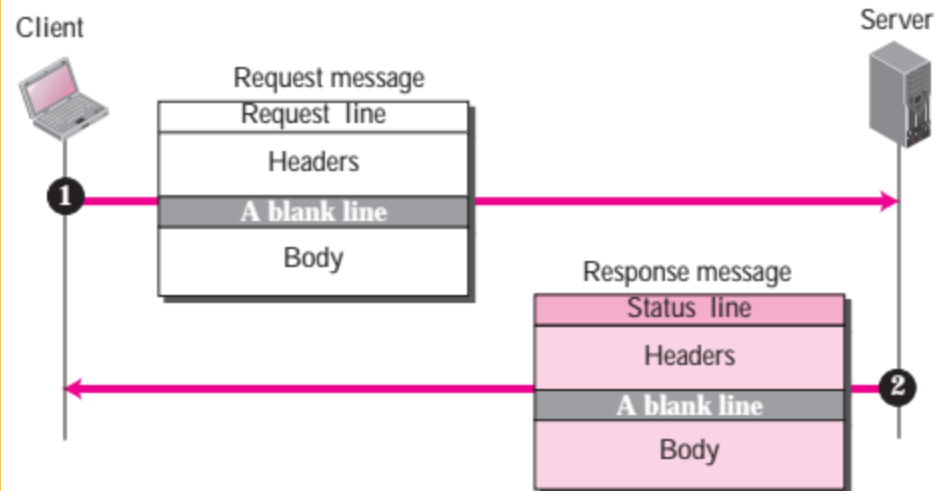 Client
Server
Request message
Request line
Headers
1
A blank line
Body
Response message
Status line
Headers
2
A blank line
Body